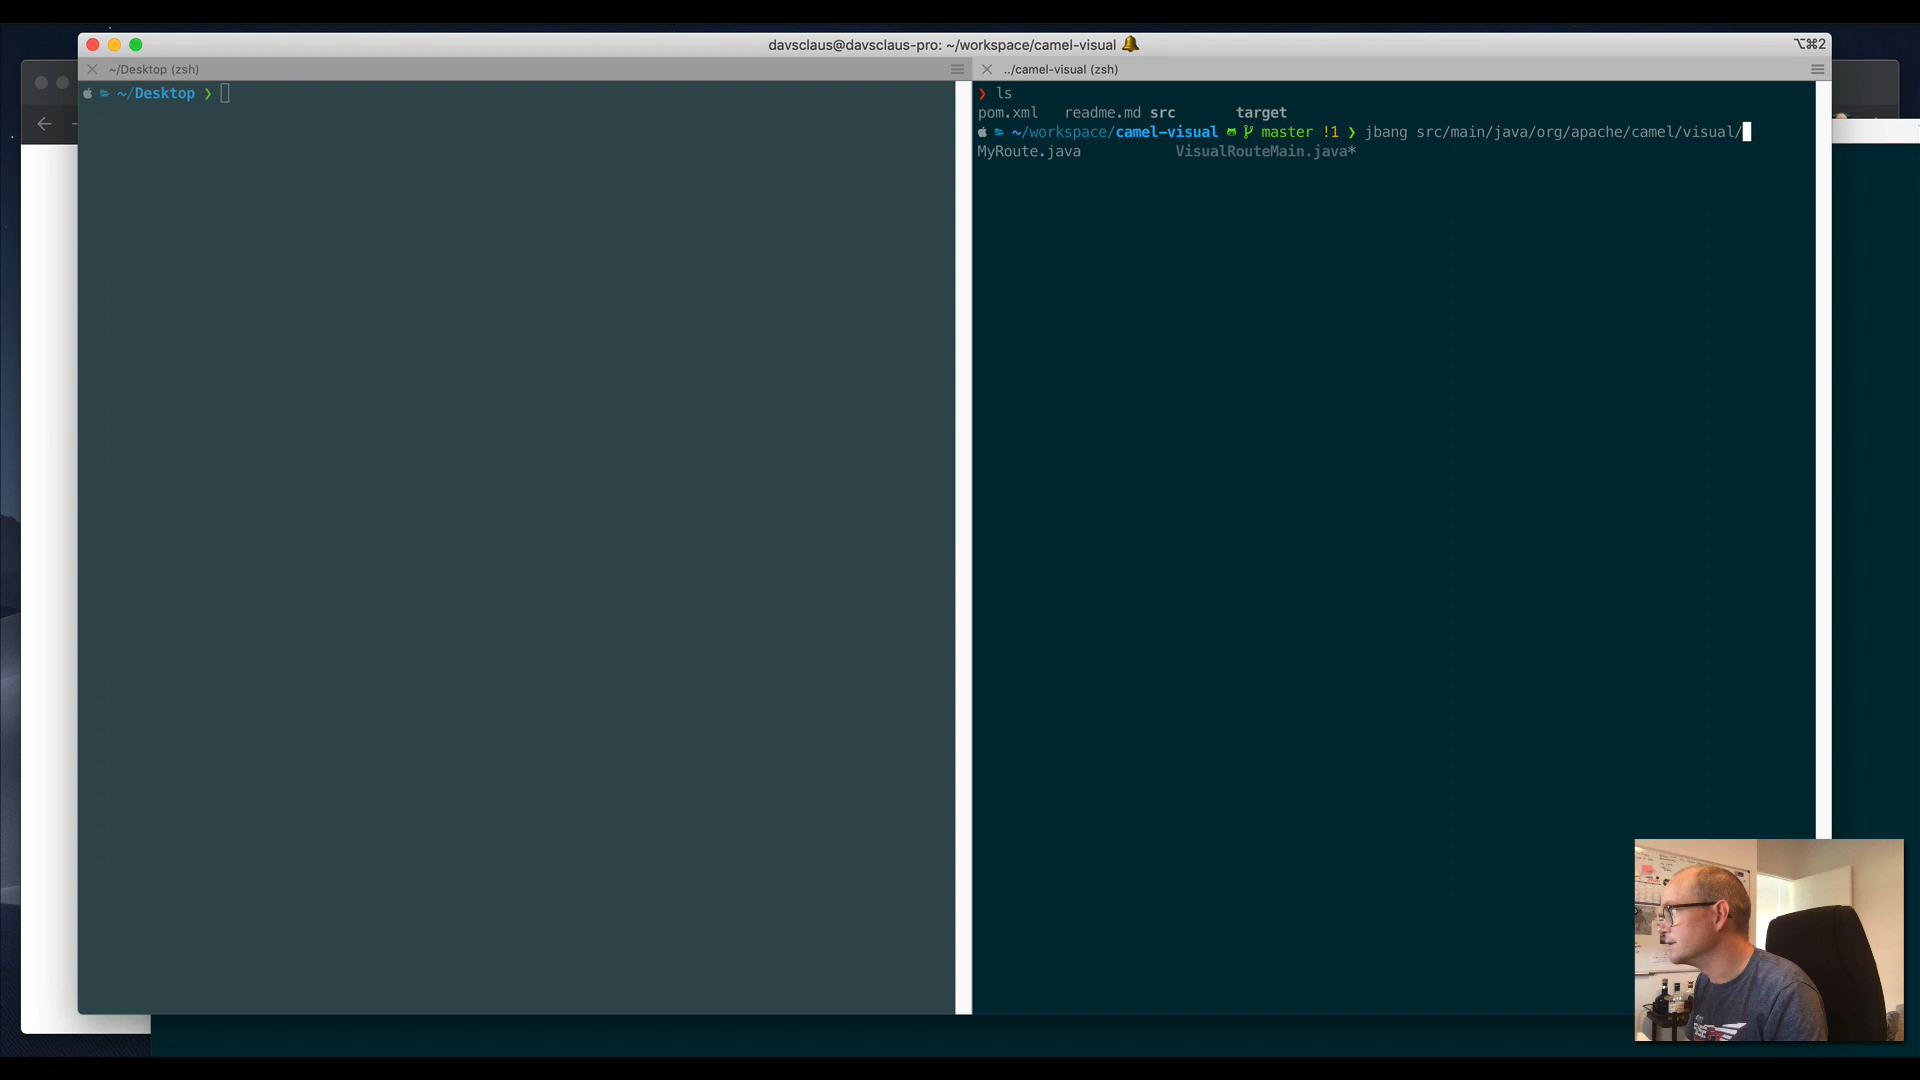 davsclaus@davsclaus-pro: ~/workspace/camel-visual
⌥⌘2
~/Desktop (zsh)
../camel-visual (zsh)
~/Desktop ❯
❯ ls
pom.xml readme.md src target
~/workspace/camel-visual master !1 ❯ jbang src/main/java/org/apache/camel/visual/
MyRoute.java VisualRouteMain.java*